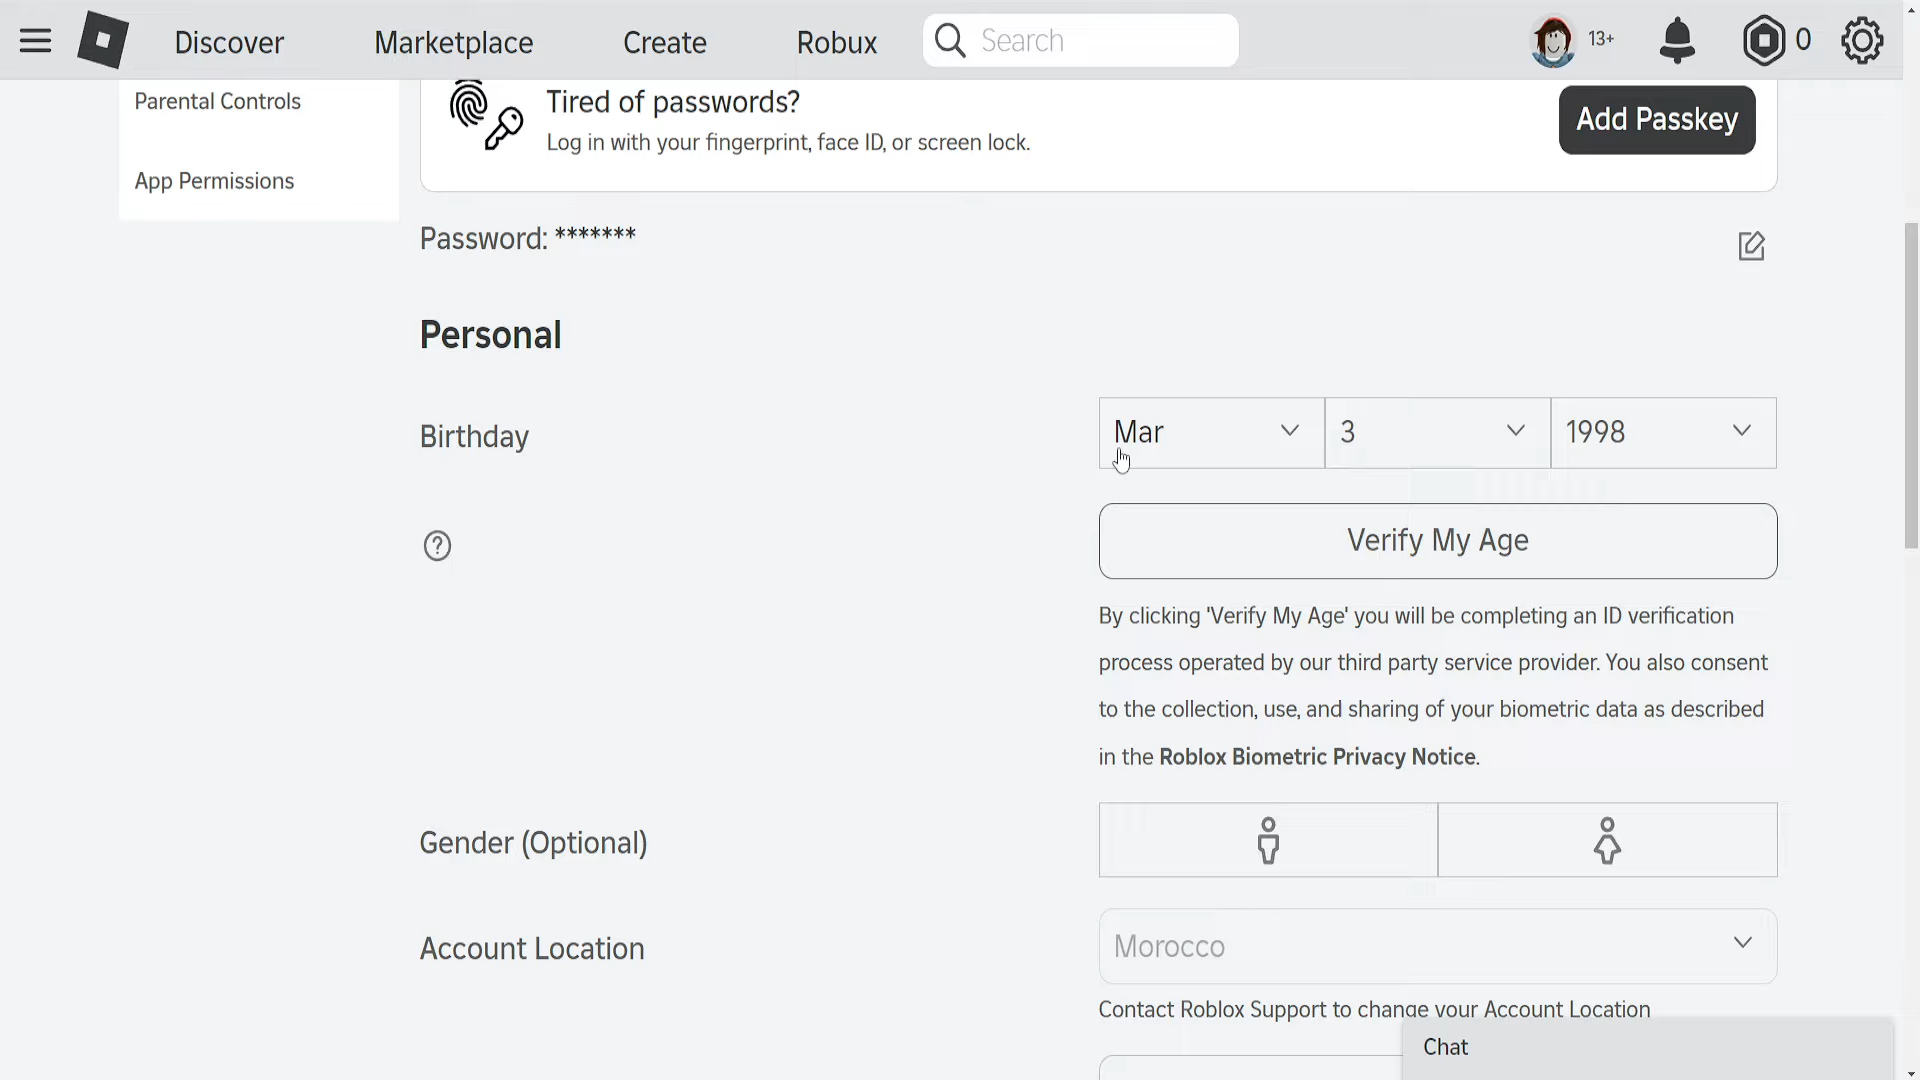 Discover Marketplace Create Robux Search 13+ 0
Parental Controls
App Permissions
Tired of passwords?
Log in with your fingerprint, face ID, or screen lock.
Add Passkey
Password: *******
Personal
Birthday
Mar 3 1998
Verify My Age
By clicking 'Verify My Age' you will be completing an ID verification
process operated by our third party service provider. You also consent
to the collection, use, and sharing of your biometric data as described
in the Roblox Biometric Privacy Notice.
Gender (Optional)
Account Location
Morocco
Contact Roblox Support to change your Account Location
Chat